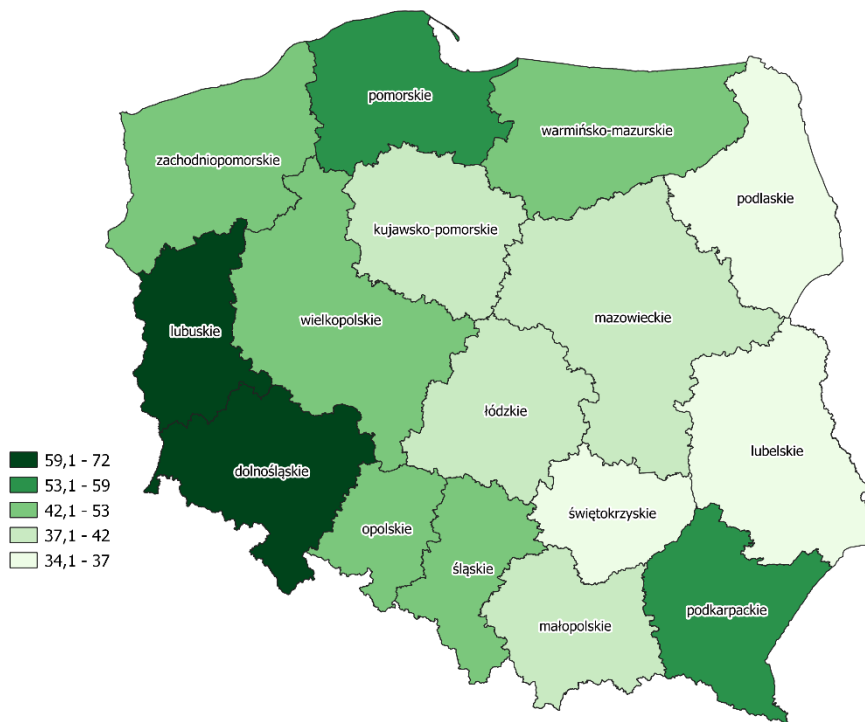 pomorskie
warmińsko-mazurskie
zachodniopomorskie
podlaskie
kujawsko-pomorskie
wielkopolskie
mazowieckie
lubuskie
łódzkie
lubelskie
dolnośląskie
świętokrzyskie
opolskie
śląskie
podkarpackie
małopolskie
59,1 - 72
53,1 - 59
42,1 - 53
37,1 - 42
34,1 - 37